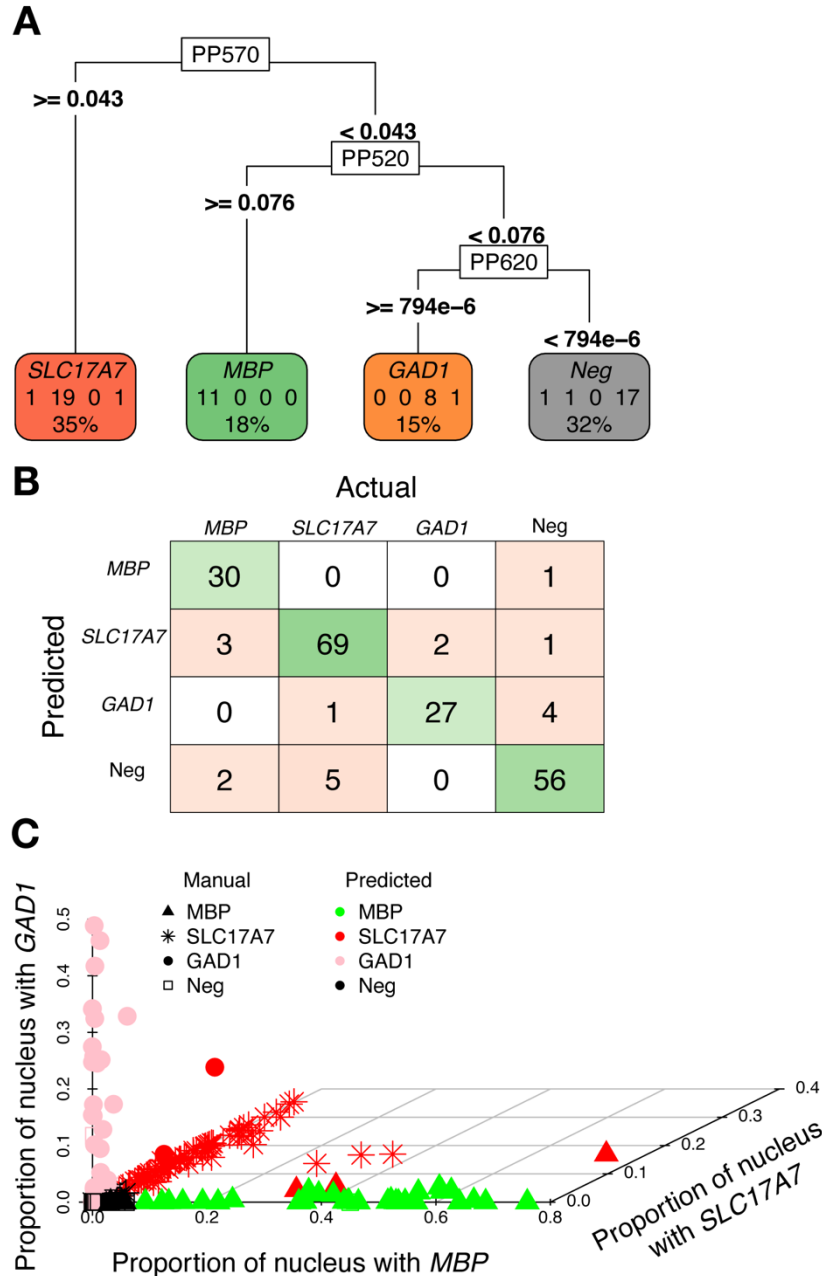 A
PP570
>= 0.043
< 0.043
PP520
>= 0.076
< 0.076
PP620
>= 794e−6
< 794e−6
SLC17A7
1 19 0 1
35%
MBP
11 0 0 0
18%
GAD1
0 0 8 1
15%
Neg
1 1 0 17
32%
B
Actual
MBP SLC17A7 GAD1 Neg
Predicted
MBP 30 0 0 1
SLC17A7 3 69 2 1
GAD1 0 1 27 4
Neg 2 5 0 56
C
Manual
MBP
SLC17A7
GAD1
Neg
Predicted
MBP
SLC17A7
GAD1
Neg
Proportion of nucleus with GAD1
0.5
0.4
0.3
0.2
0.1
0.0
0.0 0.2 0.4 0.6 0.8
Proportion of nucleus with MBP
0.4
0.3
0.2
0.1
0.0
Proportion of nucleus
with SLC17A7